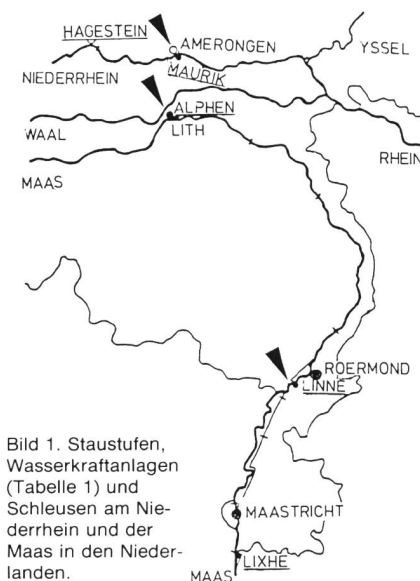 HAGESTEIN
AMERONGEN
YSSEL
NIEDERRHEIN
MAURIK
ALPHEN
LITH
WAAL
RHEIN
MAAS
ROERMOND
LINNE
Bild 1. Staustufen,
Wasserkraftanlagen
(Tabelle 1) und
Schleusen am Nie-
derrhein und der
Maas in den Nieder-
landen.
MAASTRICHT
LIXHE
MAAS